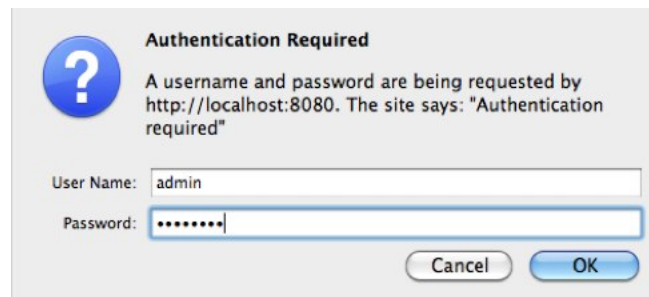 Authentication Required
A username and password are being requested by
http://localhost:8080. The site says: "Authentication
required"
User Name: admin
Password: ••••••••
Cancel OK